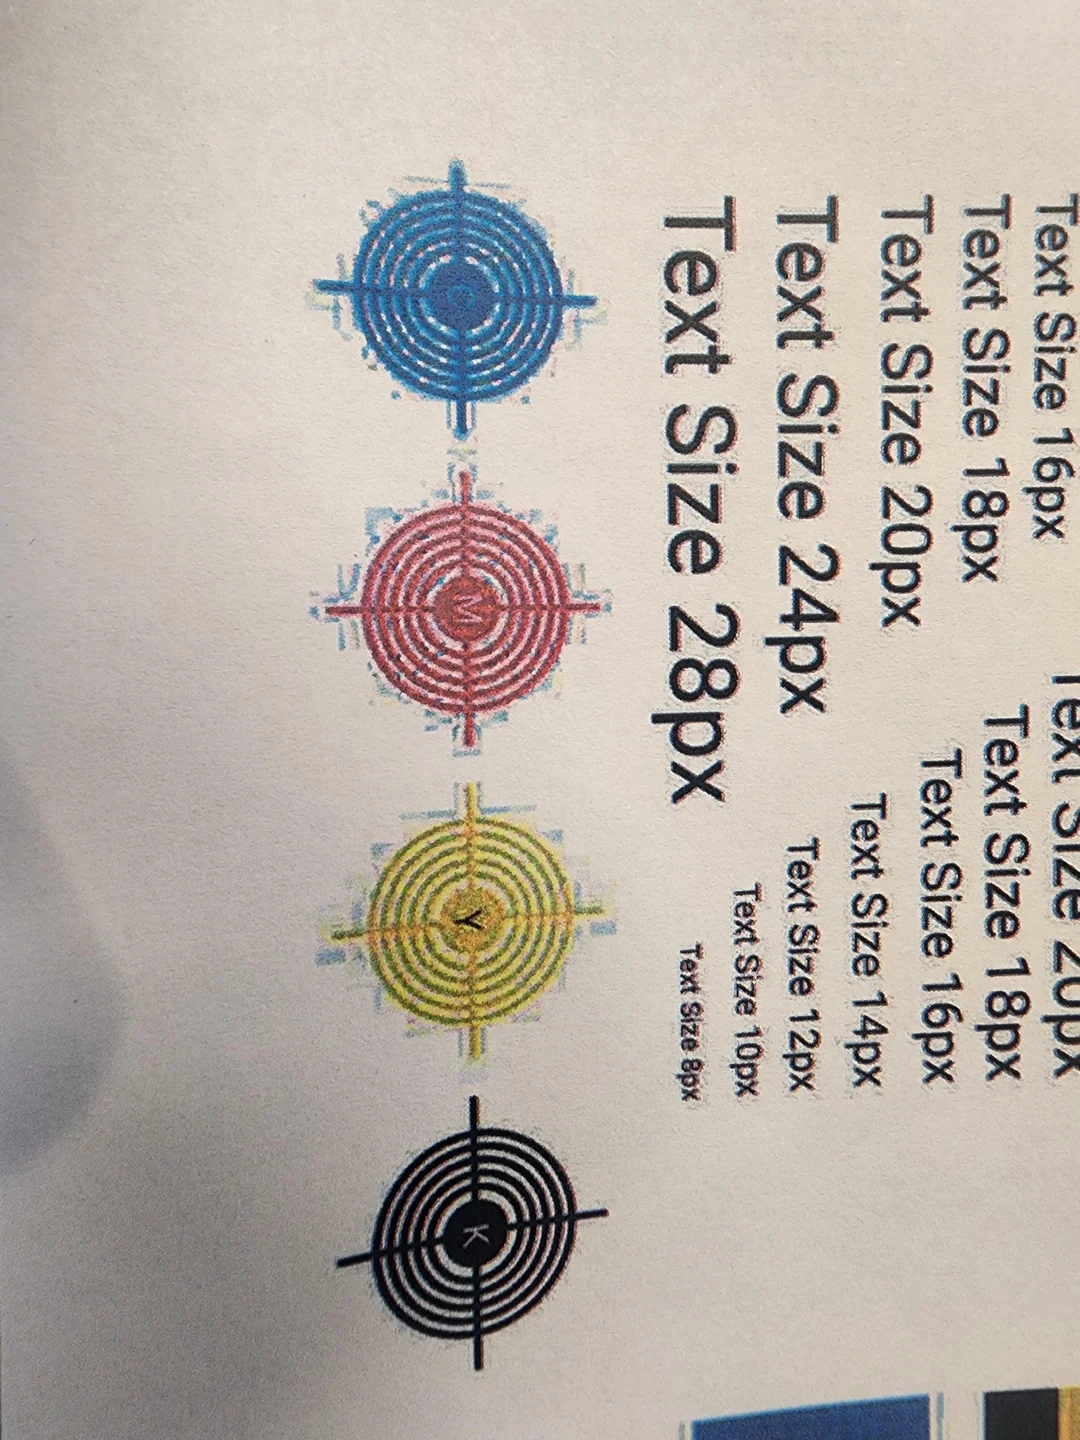 Text Size 16px
Text Size 18px
Text Size 20px
Text Size 24px
Text Size 28px
Text Size 20px
Text Size 18px
Text Size 16px
Text Size 14px
Text Size 12px
Text Size 10px
Text Size 8px
C
M
Y
K